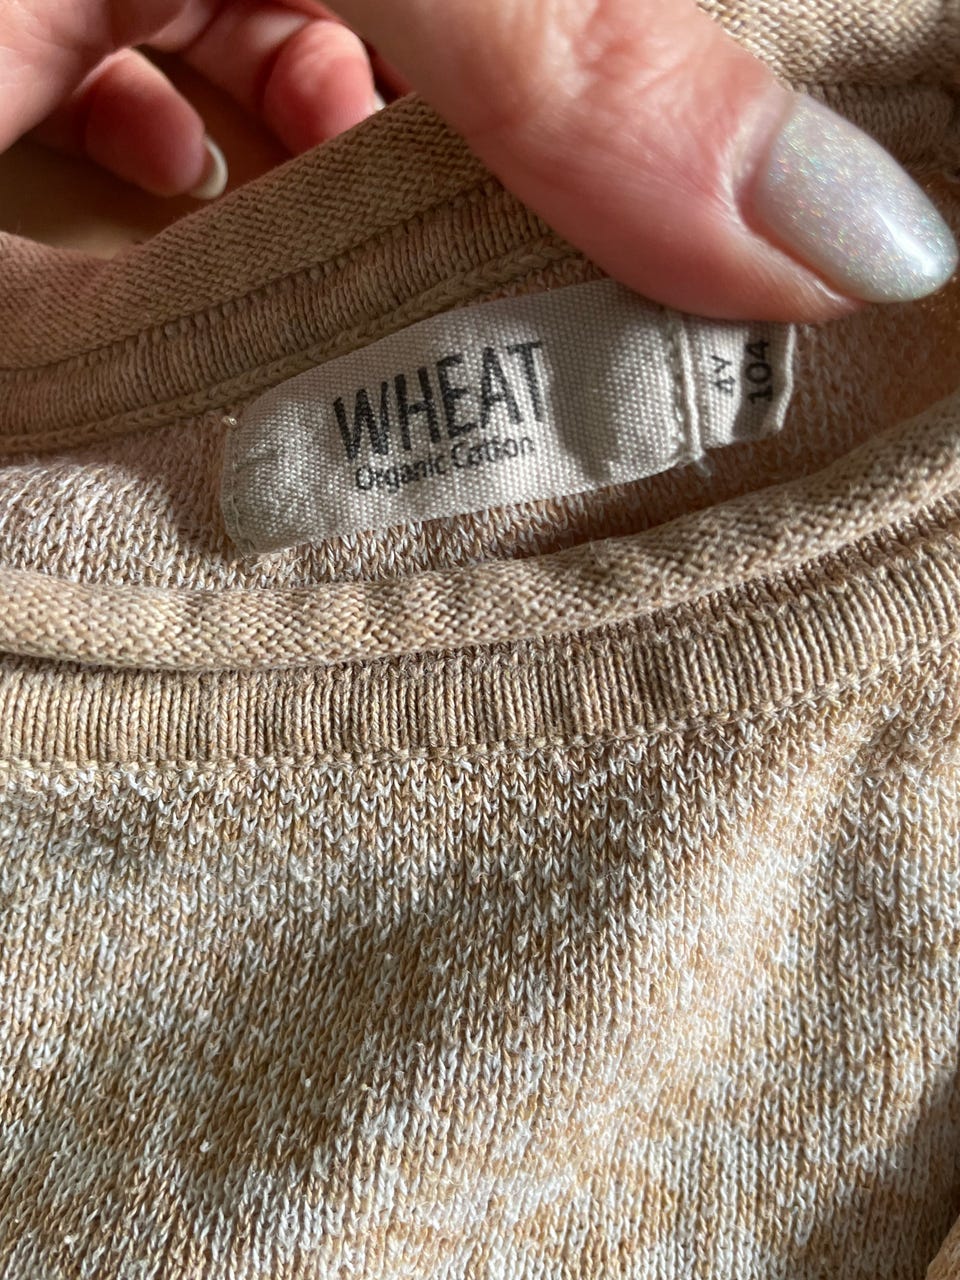 WHEAT
Organic Cotton
4Y
104